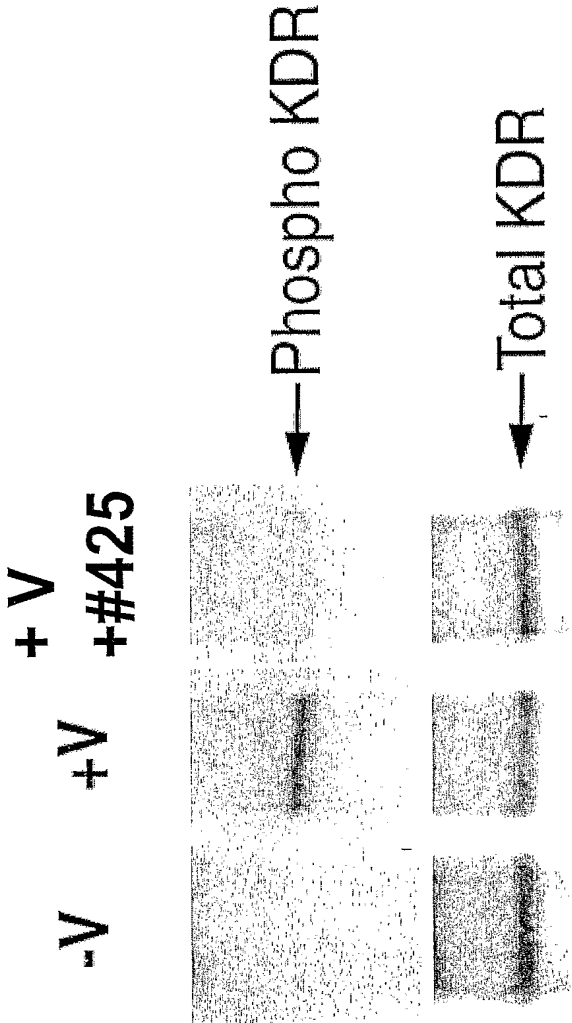 -V
+V
+ V
+#425
Phospho KDR
Total KDR